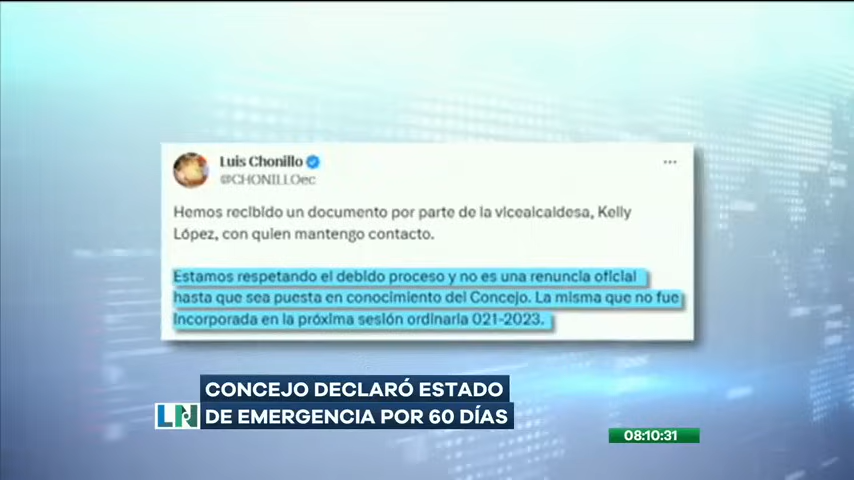 Luis Chonillo
@CHONILLOec
Hemos recibido un documento por parte de la vicealcaldesa, Kelly
López, con quien mantengo contacto.
Estamos respetando el debido proceso y no es una renuncia oficial
hasta que sea puesta en conocimiento del Concejo. La misma que no fue
incorporada en la próxima sesión ordinaria 021-2023.
CONCEJO DECLARÓ ESTADO
LN DE EMERGENCIA POR 60 DÍAS
08:10:31